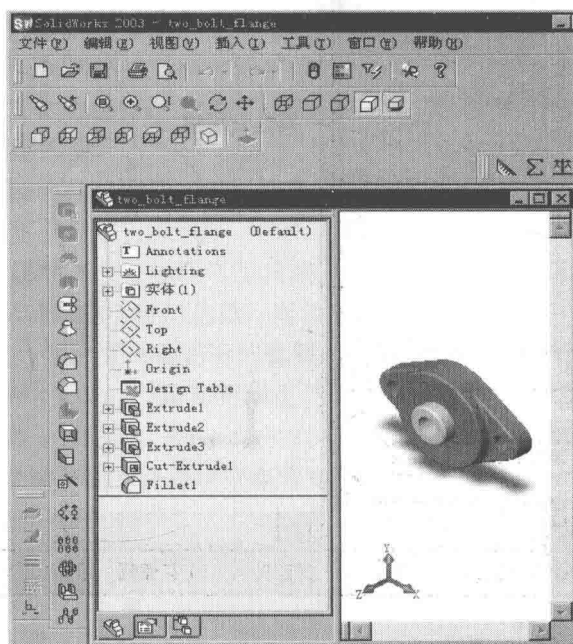 SolidWorks 2003 - two_bolt_flange
文件(F) 编辑(E) 视图(V) 插入(I) 工具(T) 窗口(W) 帮助(H)
two_bolt_flange
two_bolt_flange (Default)
Annotations
Lighting
实体(1)
Front
Top
Right
Origin
Design Table
Extrude1
Extrude2
Extrude3
Cut-Extrude1
Fillet1
Y
Z X